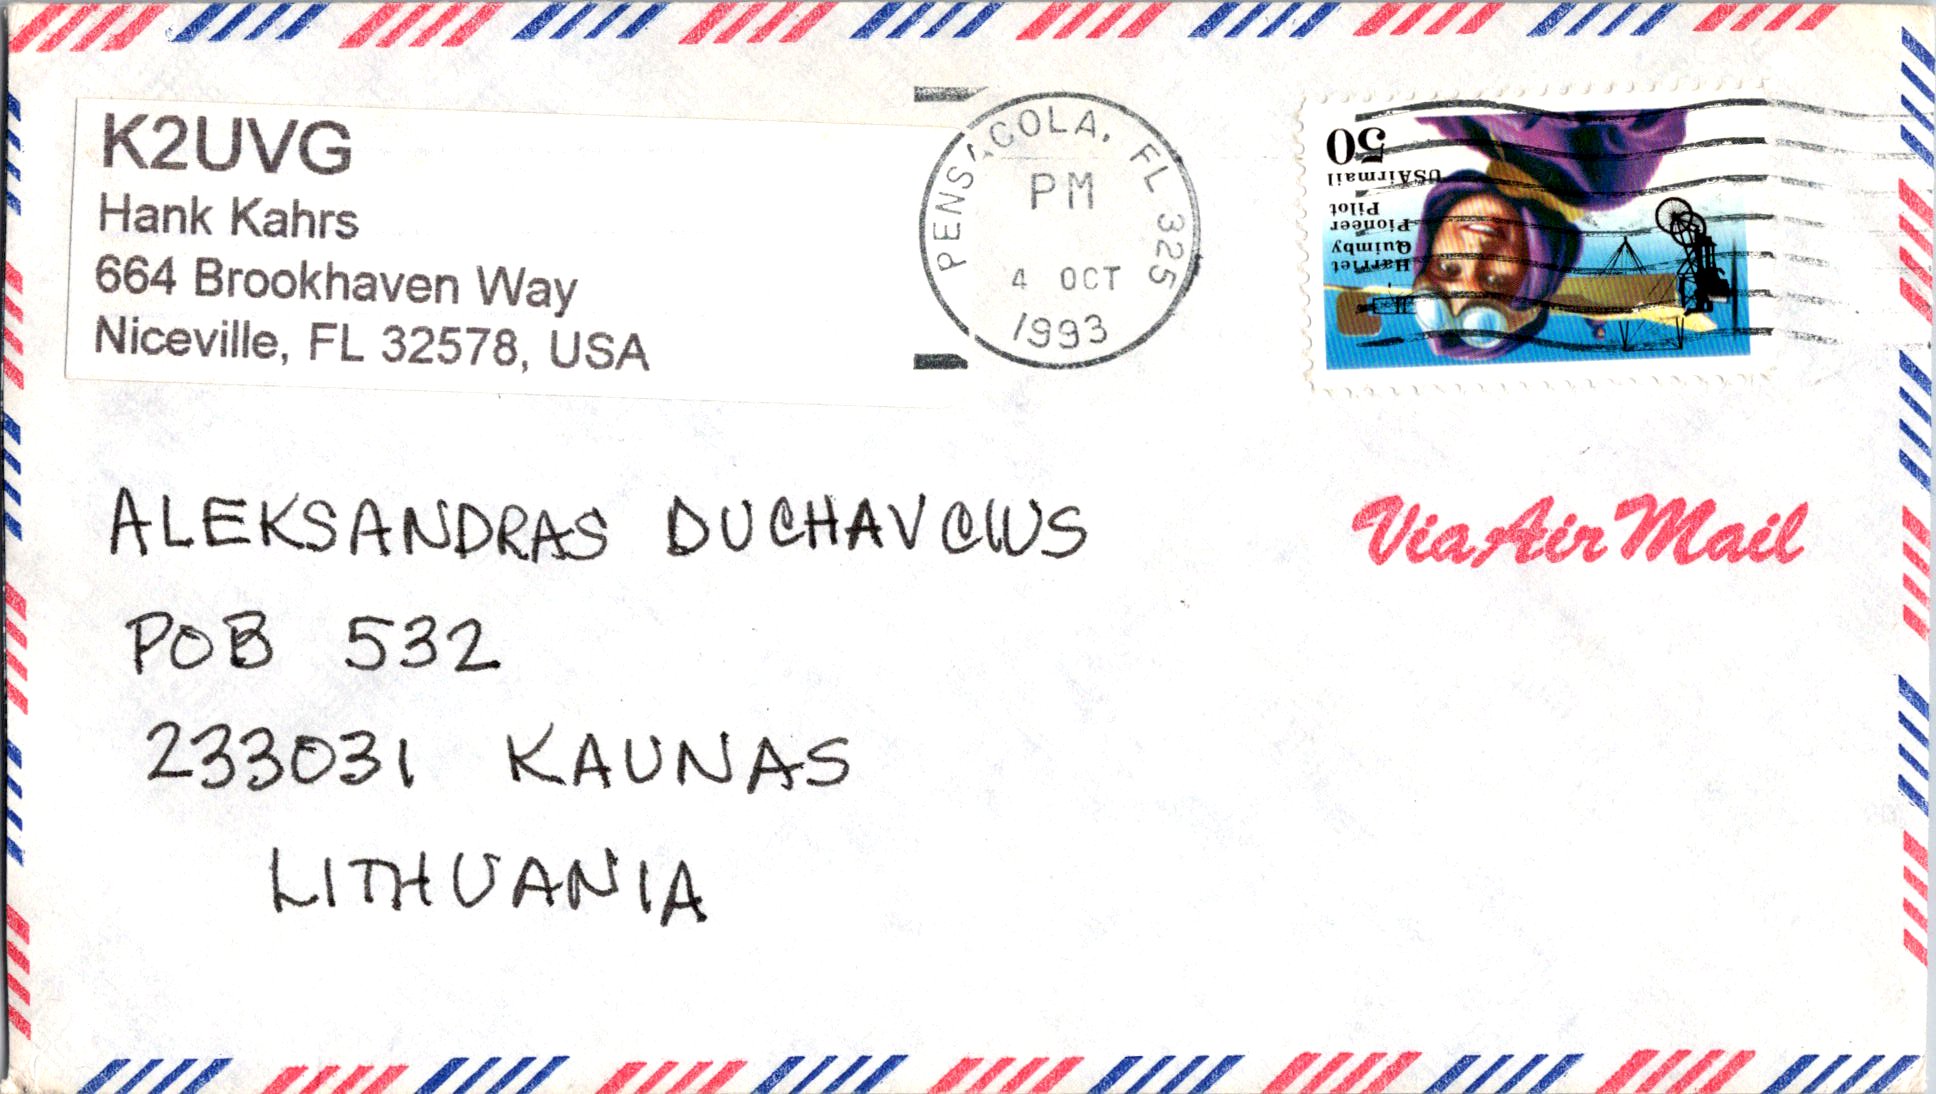 K2UVG
Hank Kahrs
664 Brookhaven Way
Niceville, FL 32578, USA
PENSACOLA, FL 325
PM
4 OCT
1993
50
USAirmail
Harriet
Quimby
Pioneer
Pilot
ALEKSANDRAS DUCHAVCIUS
POB 532
233031 KAUNAS
LITHUANIA
Via Air Mail